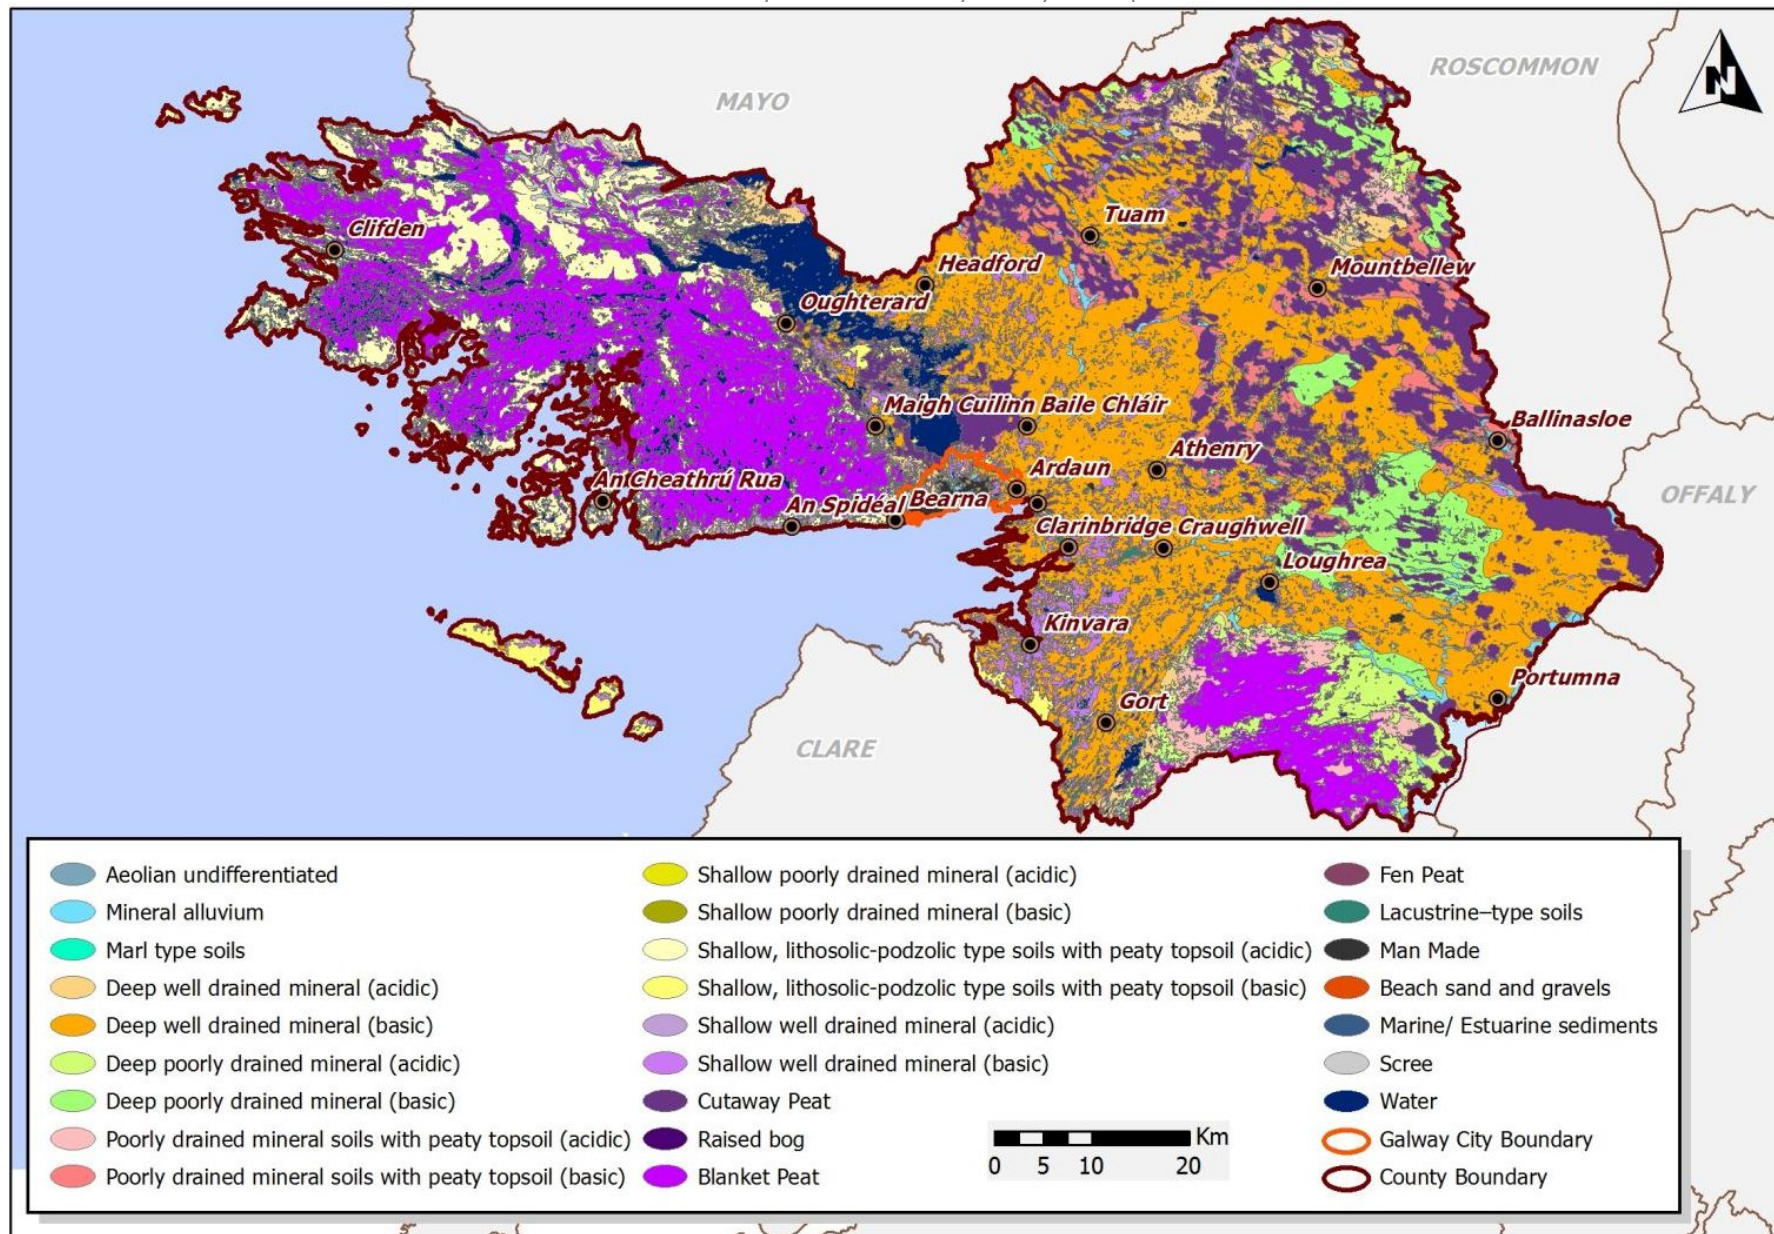 MAYO
ROSCOMMON
N
Clifden
Tuam
Headford
Mountbellew
Oughterard
Maigh Cuilinn
Baile Chláir
Ballinasloe
Athenry
Ardaun
An Cheathrú Rua
An Spidéal
Bearna
OFFALY
Clarinbridge
Craughwell
Loughrea
Kinvara
Portumna
Gort
CLARE
Aeolian undifferentiated
Mineral alluvium
Marl type soils
Deep well drained mineral (acidic)
Deep well drained mineral (basic)
Deep poorly drained mineral (acidic)
Deep poorly drained mineral (basic)
Poorly drained mineral soils with peaty topsoil (acidic)
Poorly drained mineral soils with peaty topsoil (basic)
Shallow poorly drained mineral (acidic)
Shallow poorly drained mineral (basic)
Shallow, lithosolic-podzolic type soils with peaty topsoil (acidic)
Shallow, lithosolic-podzolic type soils with peaty topsoil (basic)
Shallow well drained mineral (acidic)
Shallow well drained mineral (basic)
Cutaway Peat
Raised bog
Blanket Peat
Km
0 5 10 20
Fen Peat
Lacustrine–type soils
Man Made
Beach sand and gravels
Marine/ Estuarine sediments
Scree
Water
Galway City Boundary
County Boundary